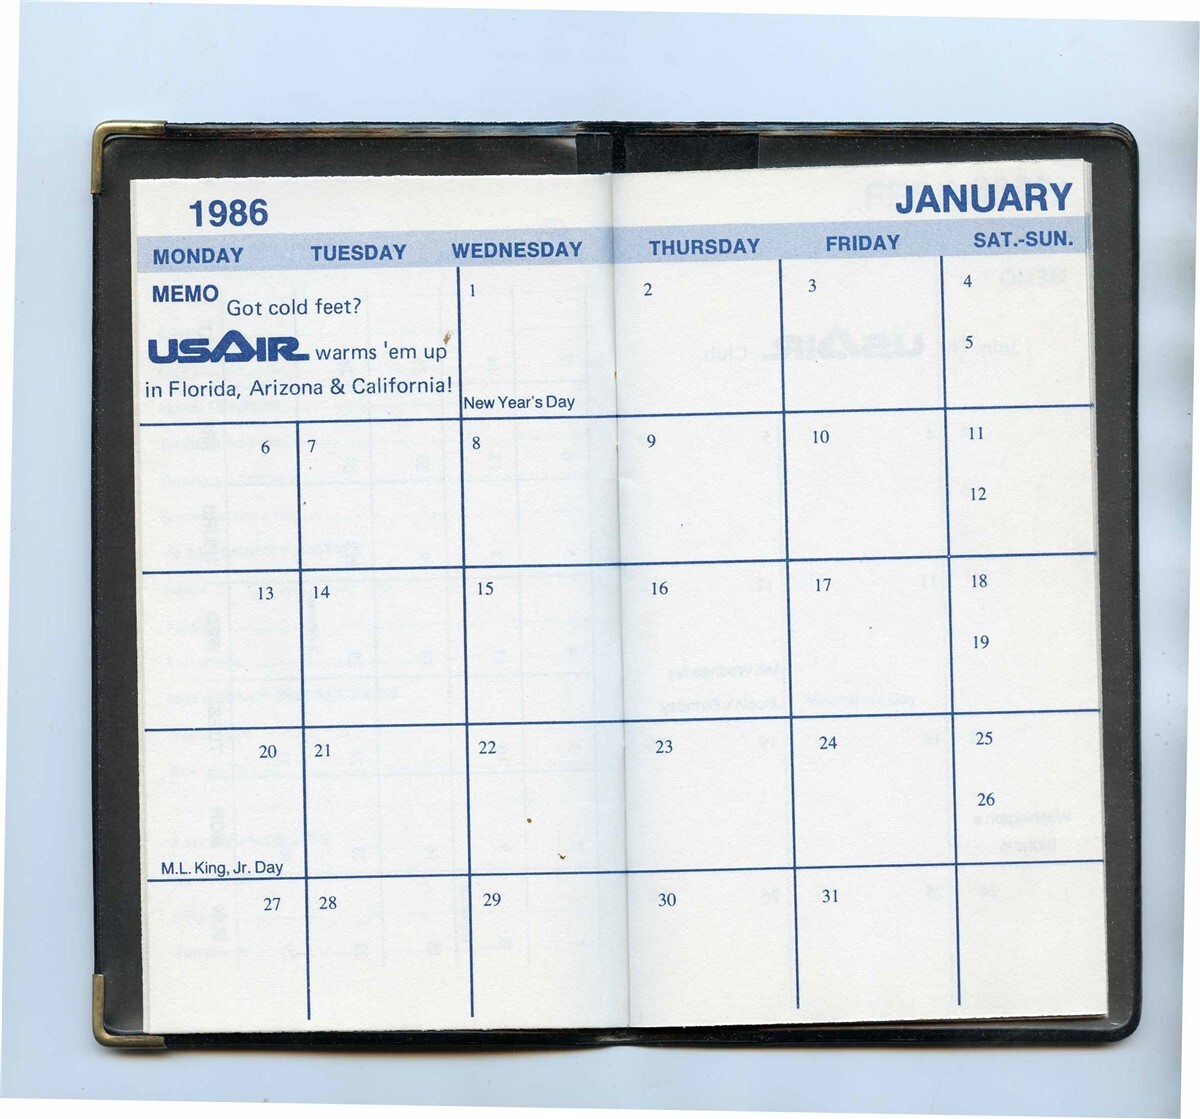 1986
JANUARY
MONDAY TUESDAY WEDNESDAY THURSDAY FRIDAY SAT.-SUN.
MEMO Got cold feet?
USAIR warms 'em up
in Florida, Arizona & California!
1 2 3 4
5
New Year's Day
6 7 8 9 10 11
12
13 14 15 16 17 18
19
20 21 22 23 24 25
26
M.L. King, Jr. Day
27 28 29 30 31